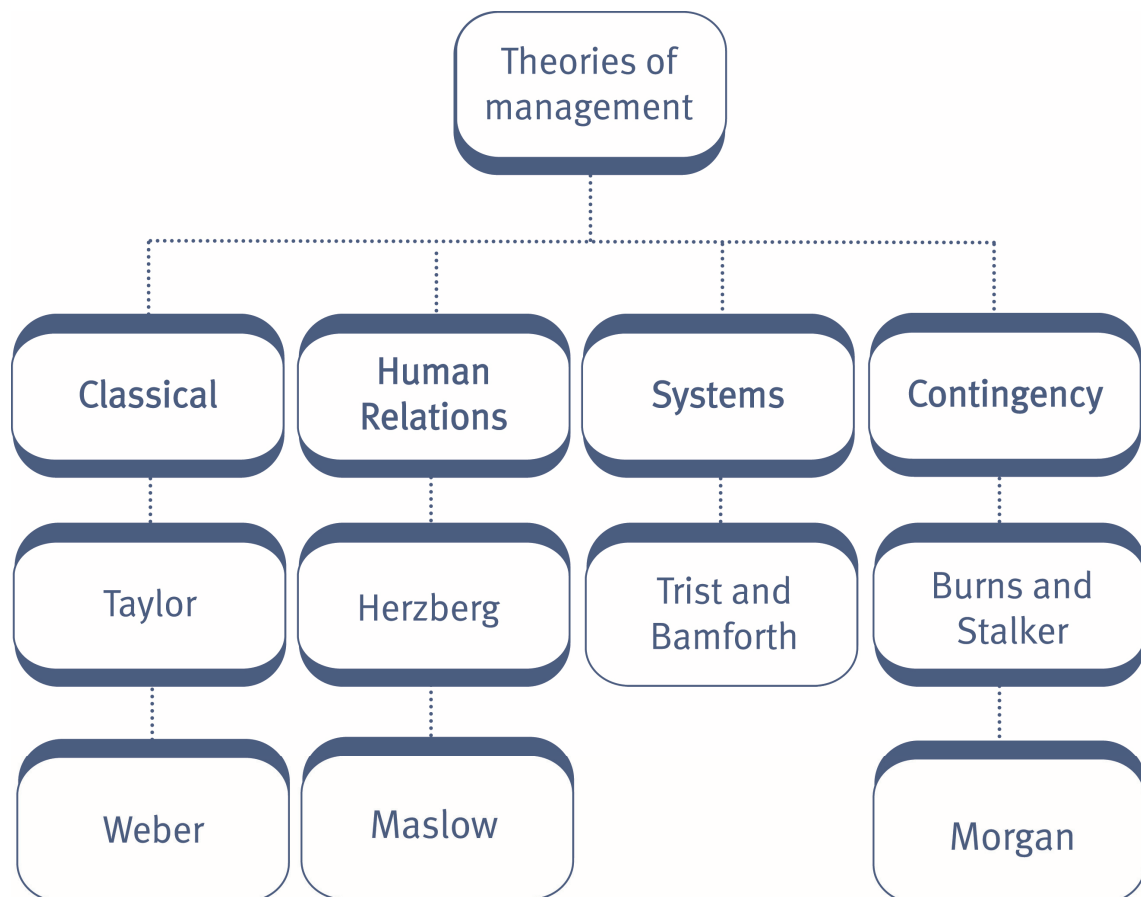 Theories of
management
Classical
Human
Relations
Systems
Contingency
Taylor
Herzberg
Trist and
Bamforth
Burns and
Stalker
Weber
Maslow
Morgan